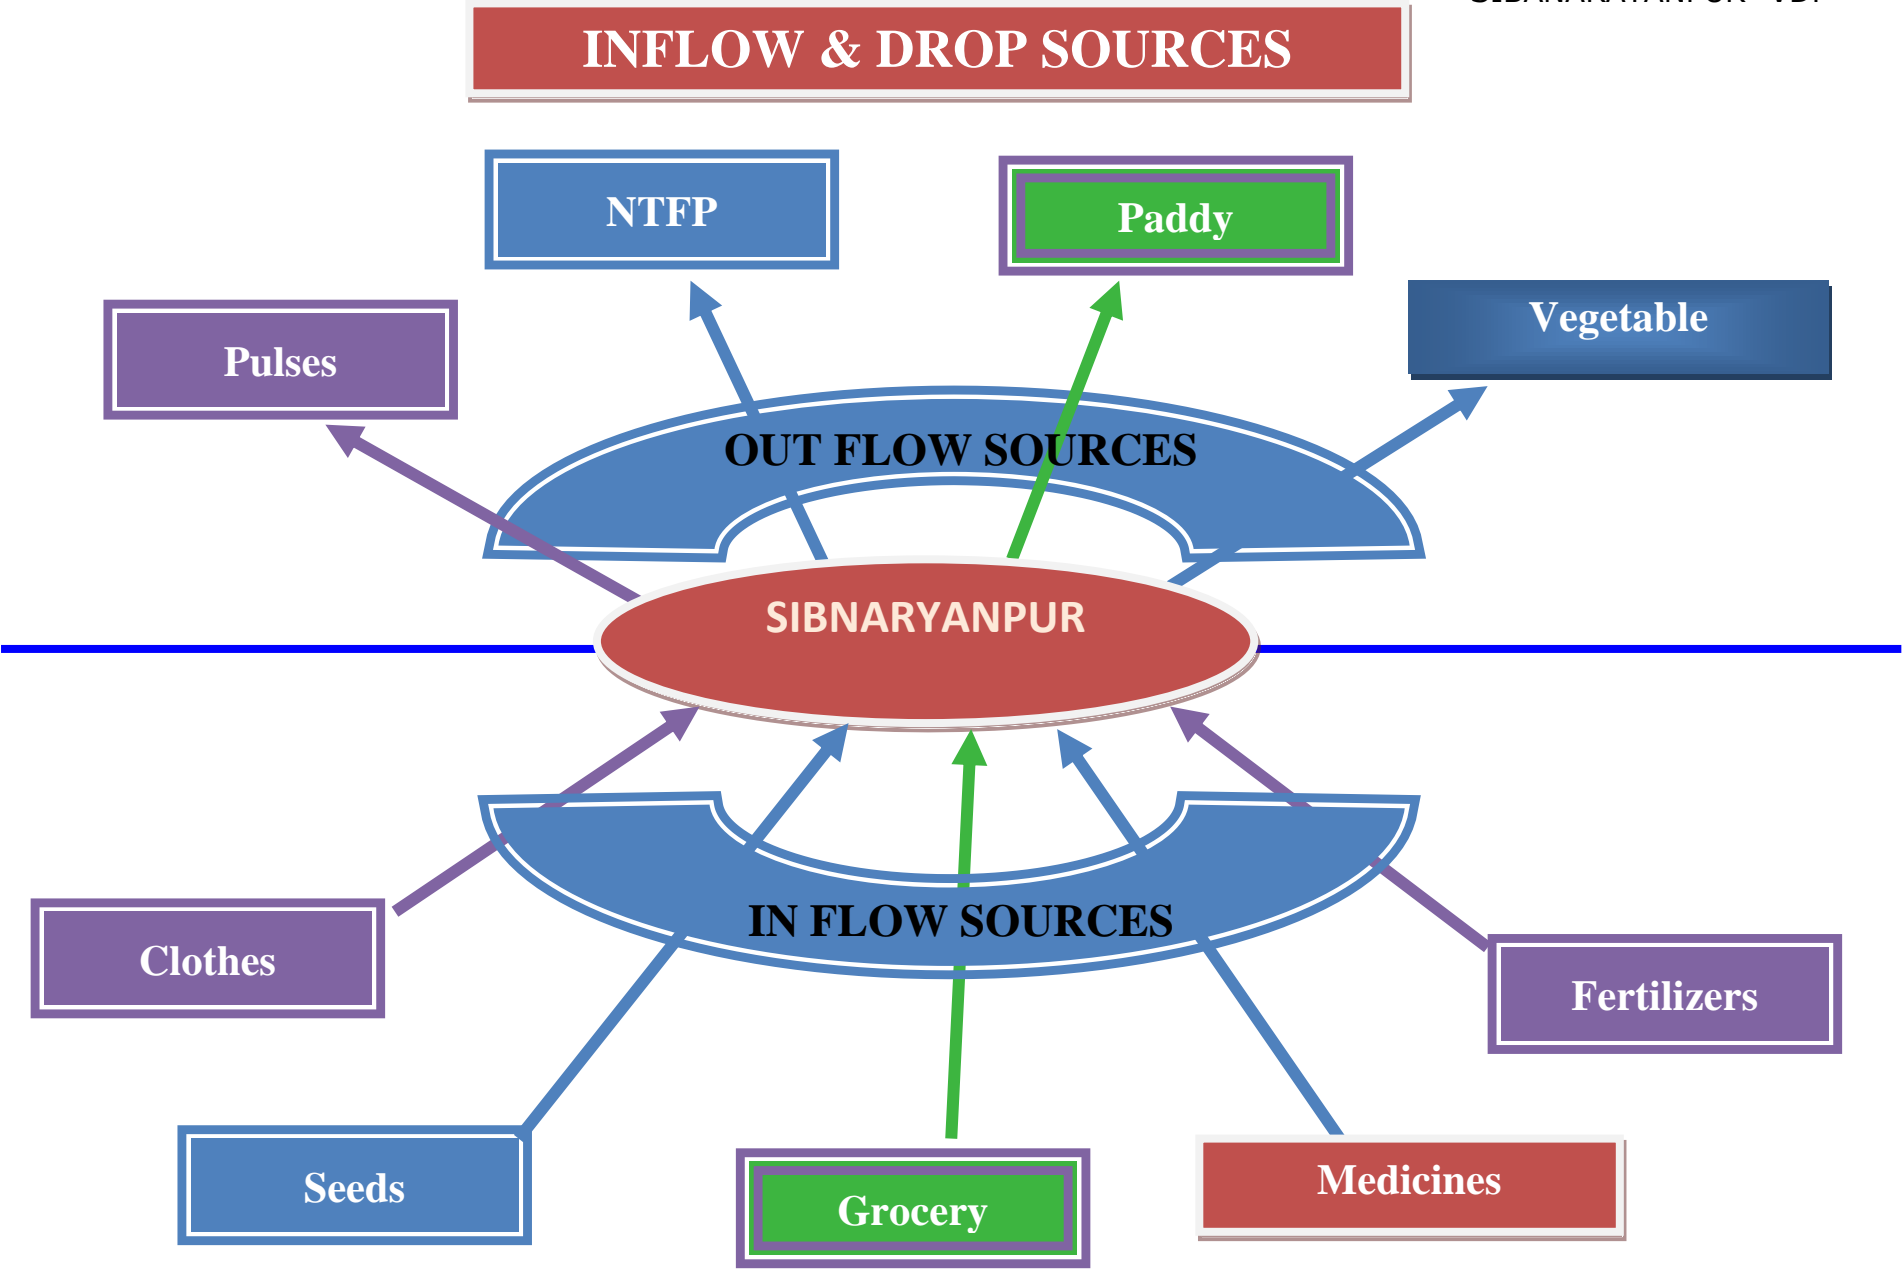 INFLOW & DROP SOURCES
NTFP
Paddy
Vegetable
Pulses
OUT FLOW SOURCES
SIBNARYANPUR
IN FLOW SOURCES
Clothes
Fertilizers
Seeds
Grocery
Medicines